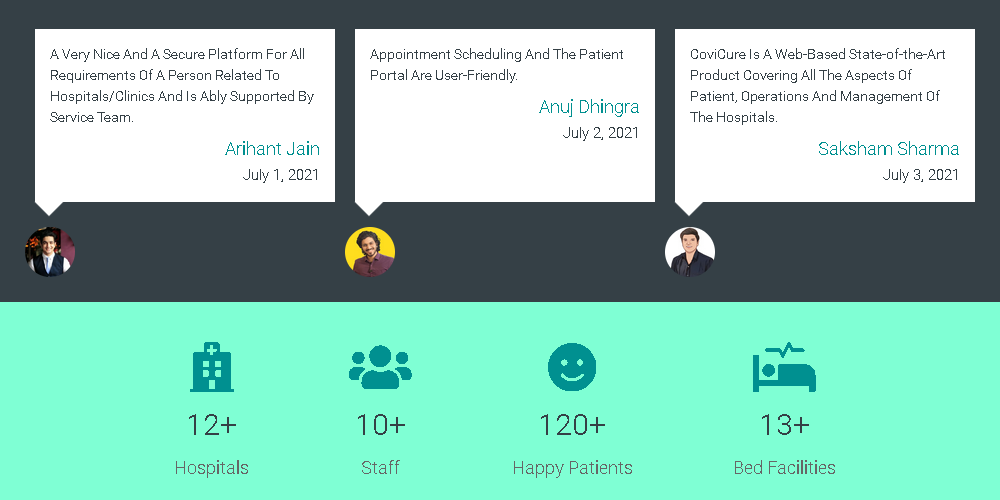 A Very Nice And A Secure Platform For All
Requirements Of A Person Related To
Hospitals/Clinics And Is Ably Supported By
Service Team.
Arihant Jain
July 1, 2021
Appointment Scheduling And The Patient
Portal Are User-Friendly.
Anuj Dhingra
July 2, 2021
CoviCure Is A Web-Based State-of-the-Art
Product Covering All The Aspects Of
Patient, Operations And Management Of
The Hospitals.
Saksham Sharma
July 3, 2021
12+
Hospitals
10+
Staff
120+
Happy Patients
13+
Bed Facilities